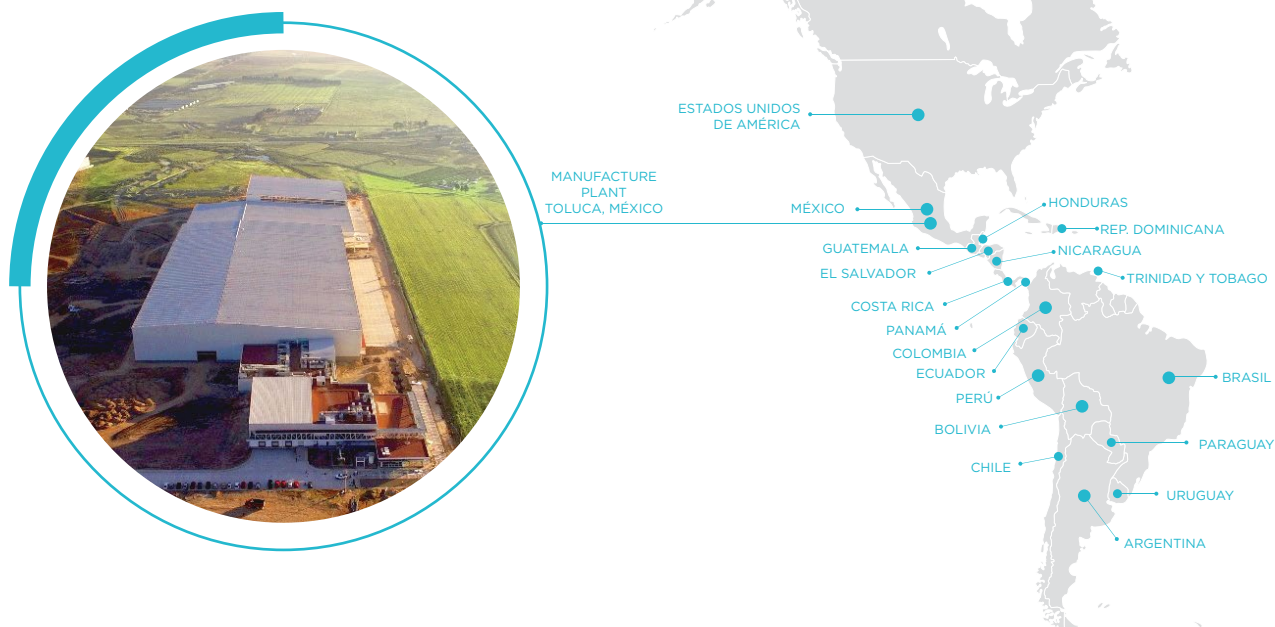 ESTADOS UNIDOS
DE AMÉRICA
MANUFACTURE
PLANT
TOLUCA, MÉXICO
MÉXICO
HONDURAS
REP. DOMINICANA
GUATEMALA
NICARAGUA
EL SALVADOR
TRINIDAD Y TOBAGO
COSTA RICA
PANAMÁ
COLOMBIA
ECUADOR
BRASIL
PERÚ
BOLIVIA
PARAGUAY
CHILE
URUGUAY
ARGENTINA